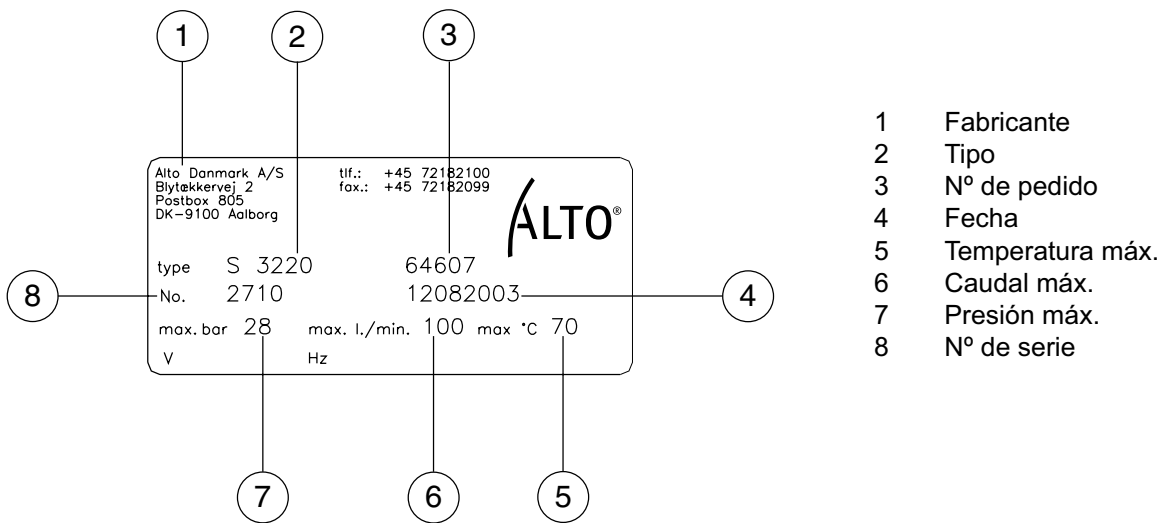 1 2 3
Alto Danmark A/S tlf.: +45 72182100
Blytækkervej 2 fax.: +45 72182099
Postbox 805
DK-9100 Aalborg
ALTO®
type S 3220 64607
8 No. 2710 12082003 4
max. bar 28 max. l./min. 100 max °C 70
V Hz
7 6 5
1 Fabricante
2 Tipo
3 Nº de pedido
4 Fecha
5 Temperatura máx.
6 Caudal máx.
7 Presión máx.
8 Nº de serie